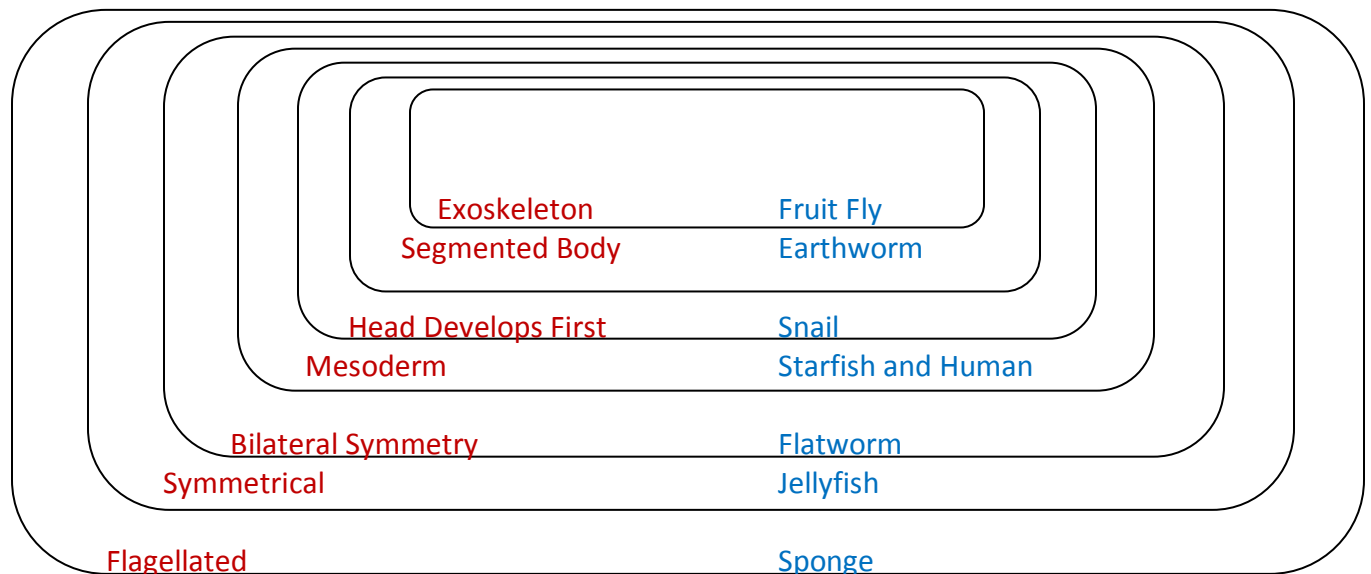 Exoskeleton Fruit Fly
Segmented Body Earthworm
Head Develops First Snail
Mesoderm Starfish and Human
Bilateral Symmetry Flatworm
Symmetrical Jellyfish
Flagellated Sponge